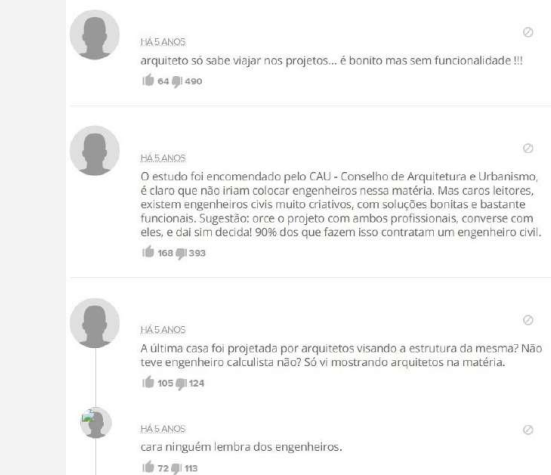 HÁ 5 ANOS
arquiteto só sabe viajar nos projetos... é bonito mas sem funcionalidade !!!
64 490
HÁ 5 ANOS
O estudo foi encomendado pelo CAU - Conselho de Arquitetura e Urbanismo,
é claro que não iriam colocar engenheiros nessa matéria. Mas caros leitores,
existem engenheiros civis muito criativos, com soluções bonitas e bastante
funcionais. Sugestão: orce o projeto com ambos profissionais, converse com
eles, e dai sim decida! 90% dos que fazem isso contratam um engenheiro civil.
168 393
HÁ 5 ANOS
A última casa foi projetada por arquitetos visando a estrutura da mesma? Não
teve engenheiro calculista não? Só vi mostrando arquitetos na matéria.
105 124
HÁ 5 ANOS
cara ninguém lembra dos engenheiros.
72 113